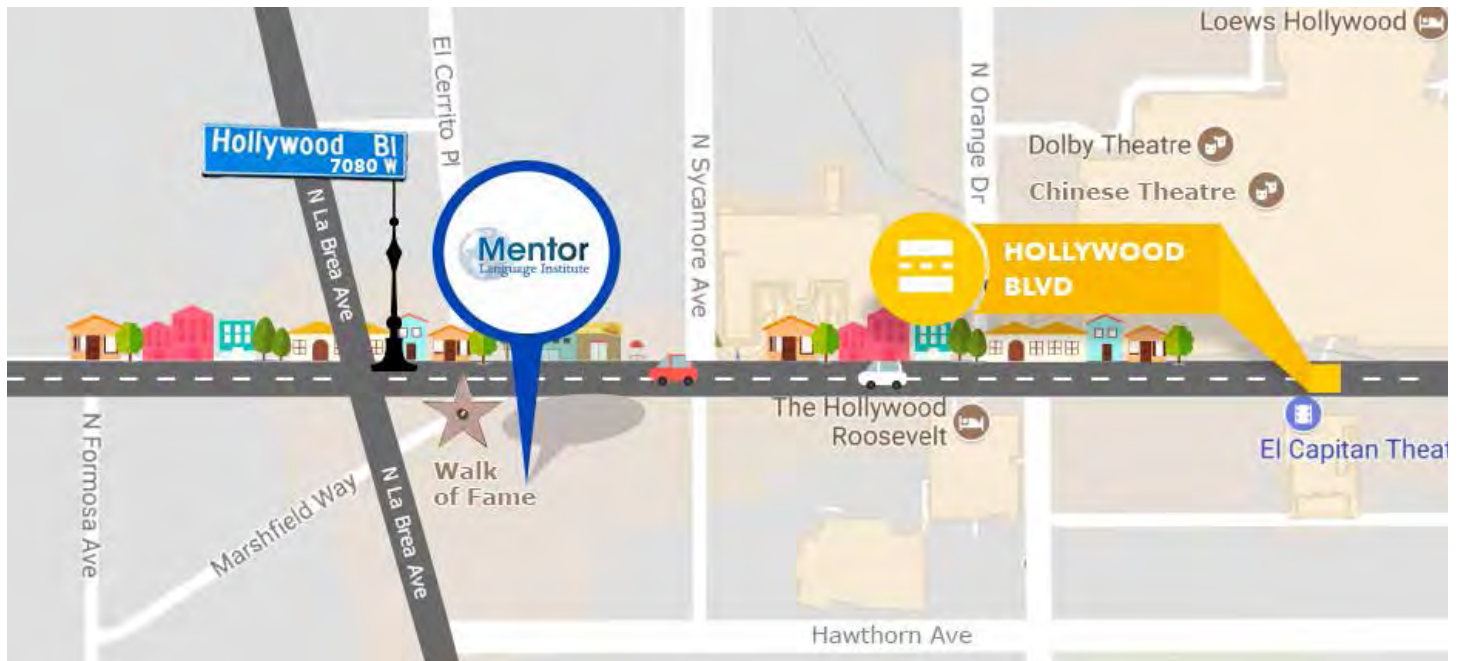 Loews Hollywood
El Cerrito Pl
N Orange Dr
Hollywood Bl
7080 W
Dolby Theatre
N Sycamore Ave
Chinese Theatre
N La Brea Ave
Mentor
Language Institute
HOLLYWOOD
BLVD
The Hollywood
Roosevelt
N Formosa Ave
El Capitan Theat
Walk
of Fame
N La Brea Ave
Marshfield Way
Hawthorn Ave